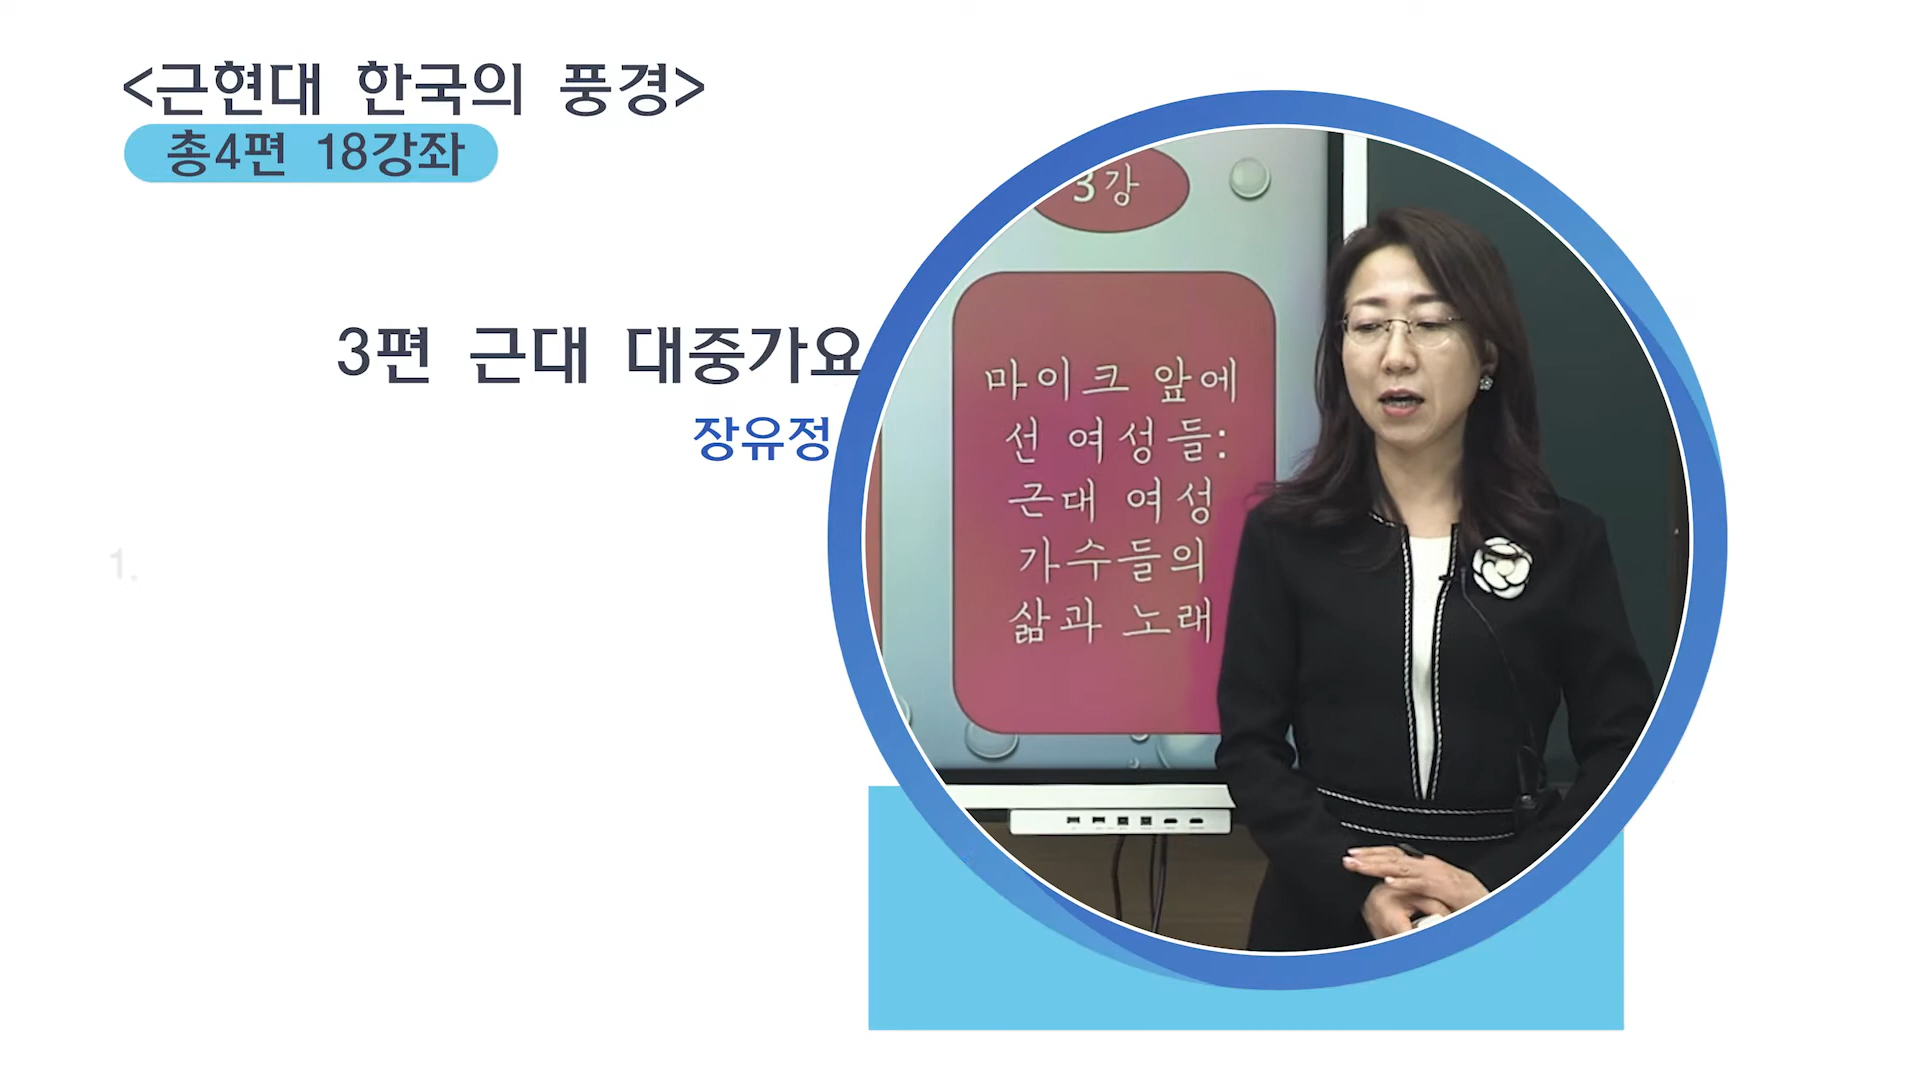 <근현대 한국의 풍경>
총4편 18강좌
3편 근대 대중가요
장유정
1.
3강
마이크 앞에
선 여성들:
근대 여성
가수들의
삶과 노래